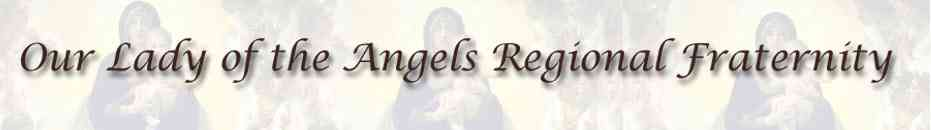 Our Lady of the Angels Regional Fraternity